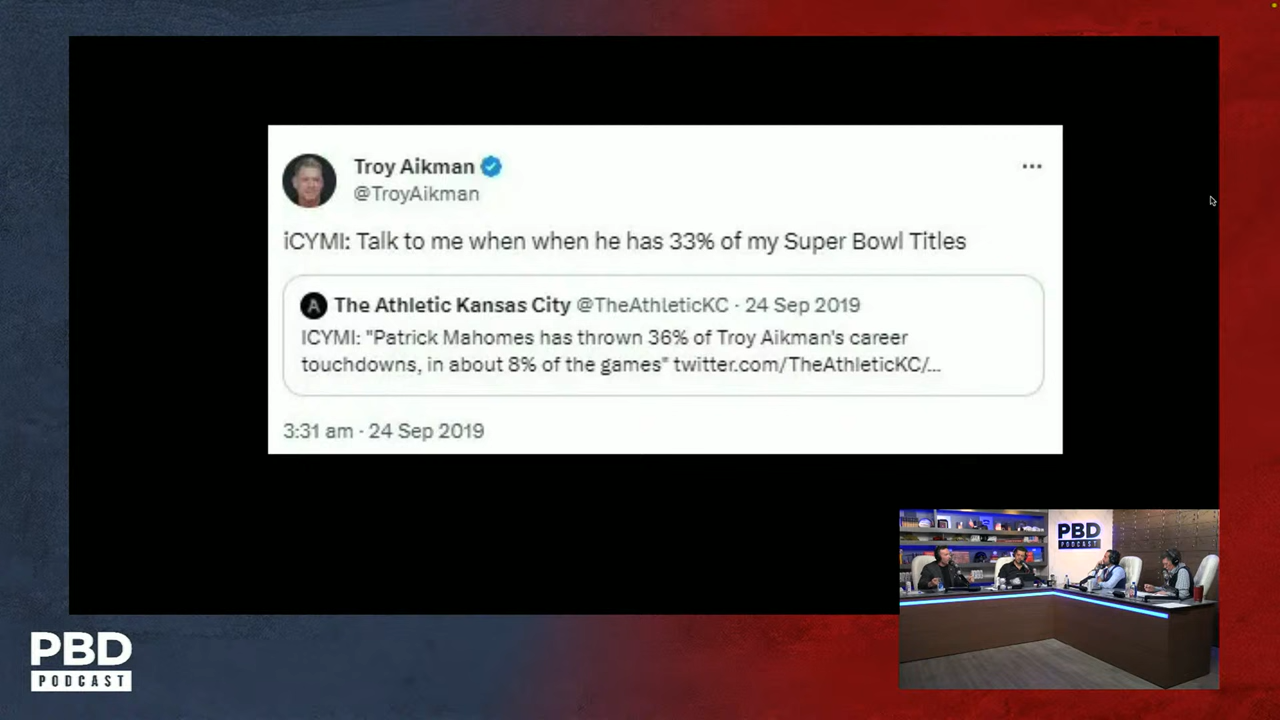 Troy Aikman
@TroyAikman
iCYMI: Talk to me when when he has 33% of my Super Bowl Titles
A The Athletic Kansas City @TheAthleticKC · 24 Sep 2019
ICYMI: "Patrick Mahomes has thrown 36% of Troy Aikman's career
touchdowns, in about 8% of the games" twitter.com/TheAthleticKC/...
3:31 am · 24 Sep 2019
PBD
PODCAST
PBD
PODCAST